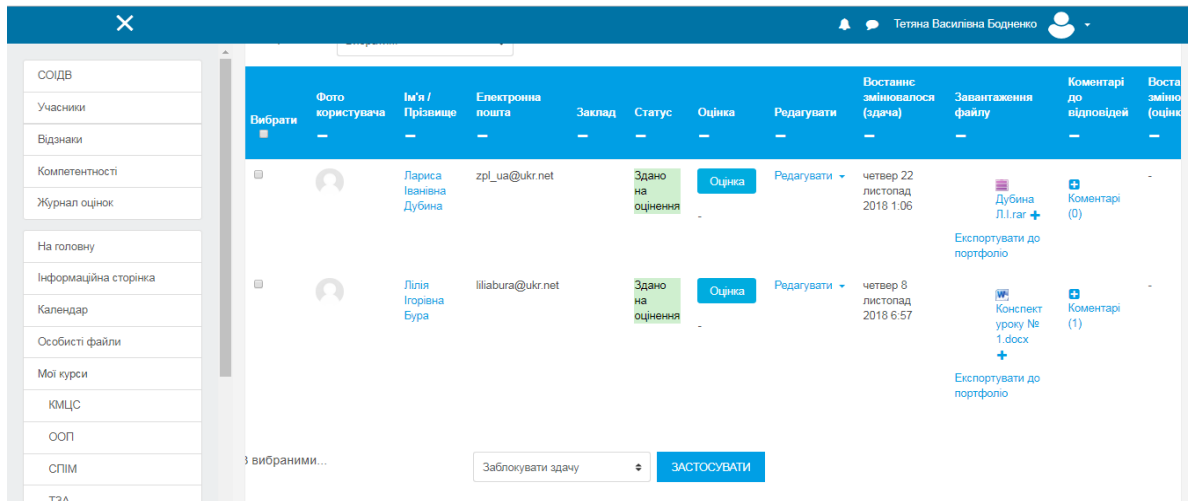 Тетяна Василівна Бодненко
СОІДВ
Учасники
Відзнаки
Компетентності
Журнал оцінок
На головну
Інформаційна сторінка
Календар
Особисті файли
Мої курси
КМЦС
ООП
СПІМ
ТЗА
Вибрати
Фото
користувача
Ім'я /
Прізвище
Електронна
пошта
Заклад
Статус
Оцінка
Редагувати
Востаннє
змінювалося
(здача)
Завантаження
файлу
Коментарі
до
відповідей
Лариса
Іванівна
Дубина
zpl_ua@ukr.net
Здано
на
оцінення
Оцінка
-
Редагувати
четвер 22
листопад
2018 1:06
Дубина
Л.І.rar
Експортувати до
портфоліо
Коментарі
(0)
-
Лілія
Ігорівна
Бура
liliabura@ukr.net
Здано
на
оцінення
Оцінка
-
Редагувати
четвер 8
листопад
2018 6:57
Конспект
уроку №
1.docx
Експортувати до
портфоліо
Коментарі
(1)
-
З вибраними...
Заблокувати здачу
ЗАСТОСУВАТИ